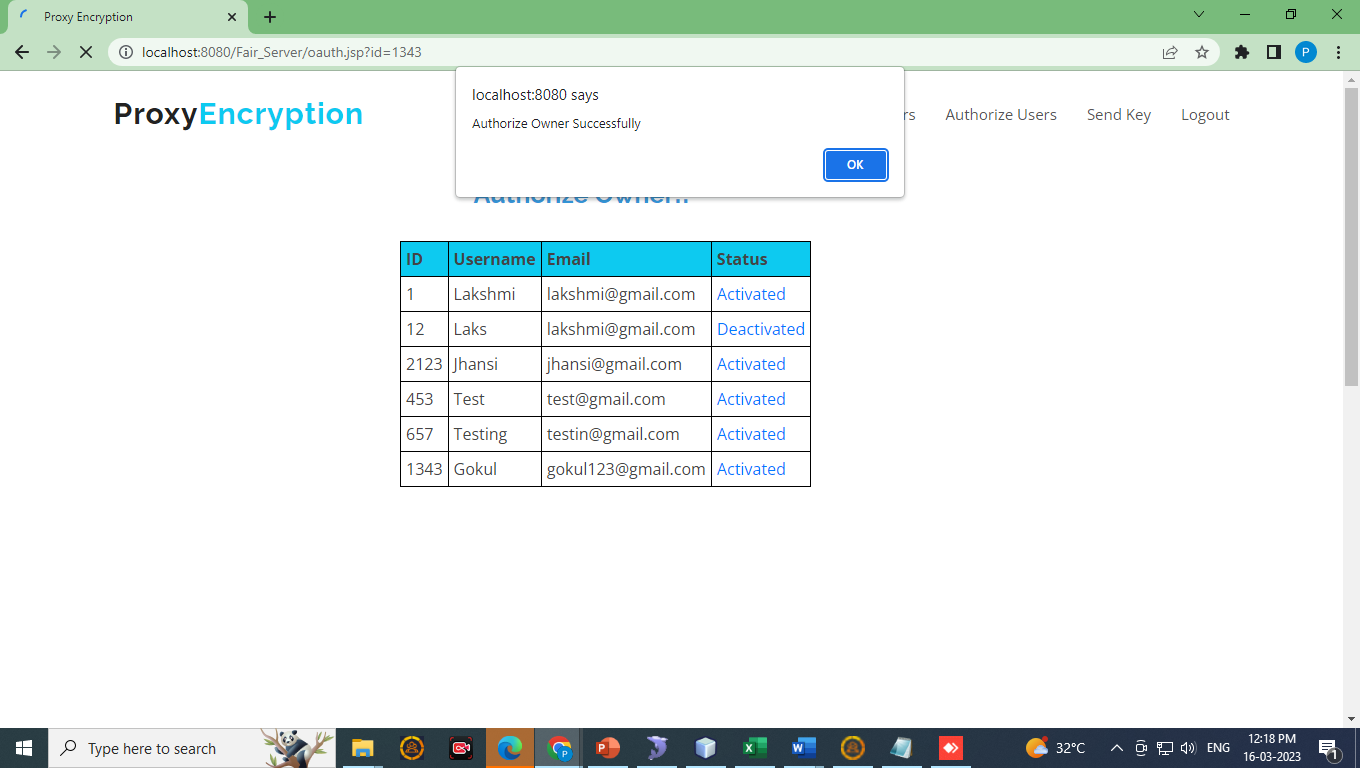 Proxy Encryption
localhost:8080/Fair_Server/oauth.jsp?id=1343
P
localhost:8080 says
Authorize Owner Successfully
OK
ProxyEncryption
rs Authorize Users Send Key Logout
Authorize Owner..
ID Username Email Status
1 Lakshmi lakshmi@gmail.com Activated
12 Laks lakshmi@gmail.com Deactivated
2123 Jhansi jhansi@gmail.com Activated
453 Test test@gmail.com Activated
657 Testing testin@gmail.com Activated
1343 Gokul gokul123@gmail.com Activated
Type here to search
32°C
ENG
12:18 PM
16-03-2023
1